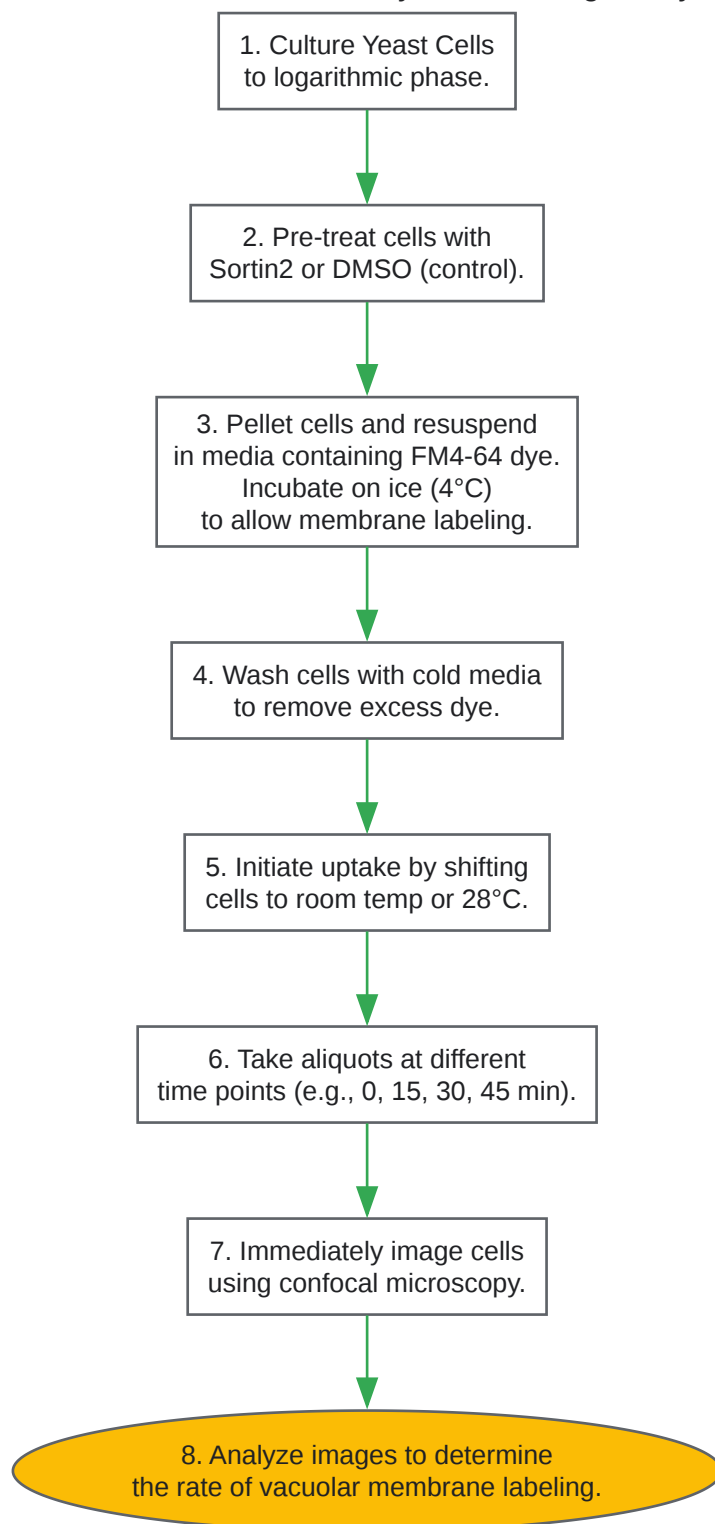 1. Culture Yeast Cells
to logarithmic phase.
2. Pre-treat cells with
Sortin2 or DMSO (control).
3. Pellet cells and resuspend
in media containing FM4-64 dye.
Incubate on ice (4°C)
to allow membrane labeling.
4. Wash cells with cold media
to remove excess dye.
5. Initiate uptake by shifting
cells to room temp or 28°C.
6. Take aliquots at different
time points (e.g., 0, 15, 30, 45 min).
7. Immediately image cells
using confocal microscopy.
8. Analyze images to determine
the rate of vacuolar membrane labeling.